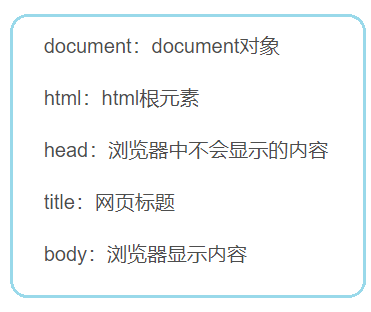 document：document对象
html：html根元素
head：浏览器中不会显示的内容
title：网页标题
body：浏览器显示内容